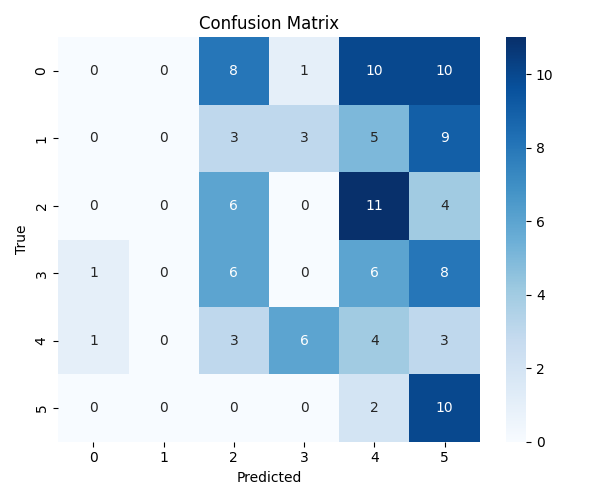 Confusion Matrix
0 0 0 8 1 10 10
1 0 0 3 3 5 9
2 0 0 6 0 11 4
3 1 0 6 0 6 8
4 1 0 3 6 4 3
5 0 0 0 0 2 10
0 1 2 3 4 5
Predicted
True
10
8
6
4
2
0